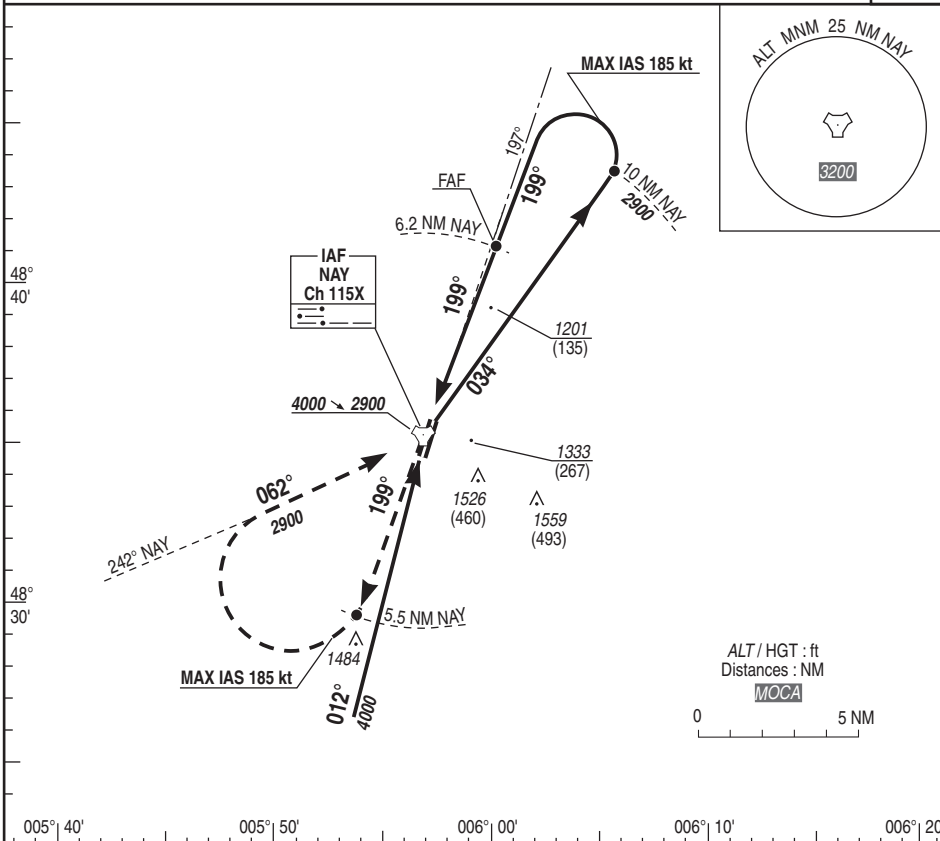 ALT MNM 25 NM NAY
3200
MAX IAS 185 kt
197°
199°
FAF
10 NM NAY
2900
6.2 NM NAY
IAF
NAY
Ch 115X
48°
40'
199°
1201
(135)
034°
4000 ↘ 2900
1333
(267)
062°
2900
199°
1526
(460)
1559
(493)
242° NAY
48°
30'
5.5 NM NAY
1484
MAX IAS 185 kt
012°
4000
ALT / HGT : ft
Distances : NM
MOCA
0 5 NM
005° 40' 005° 50' 006° 00' 006° 10' 006° 20